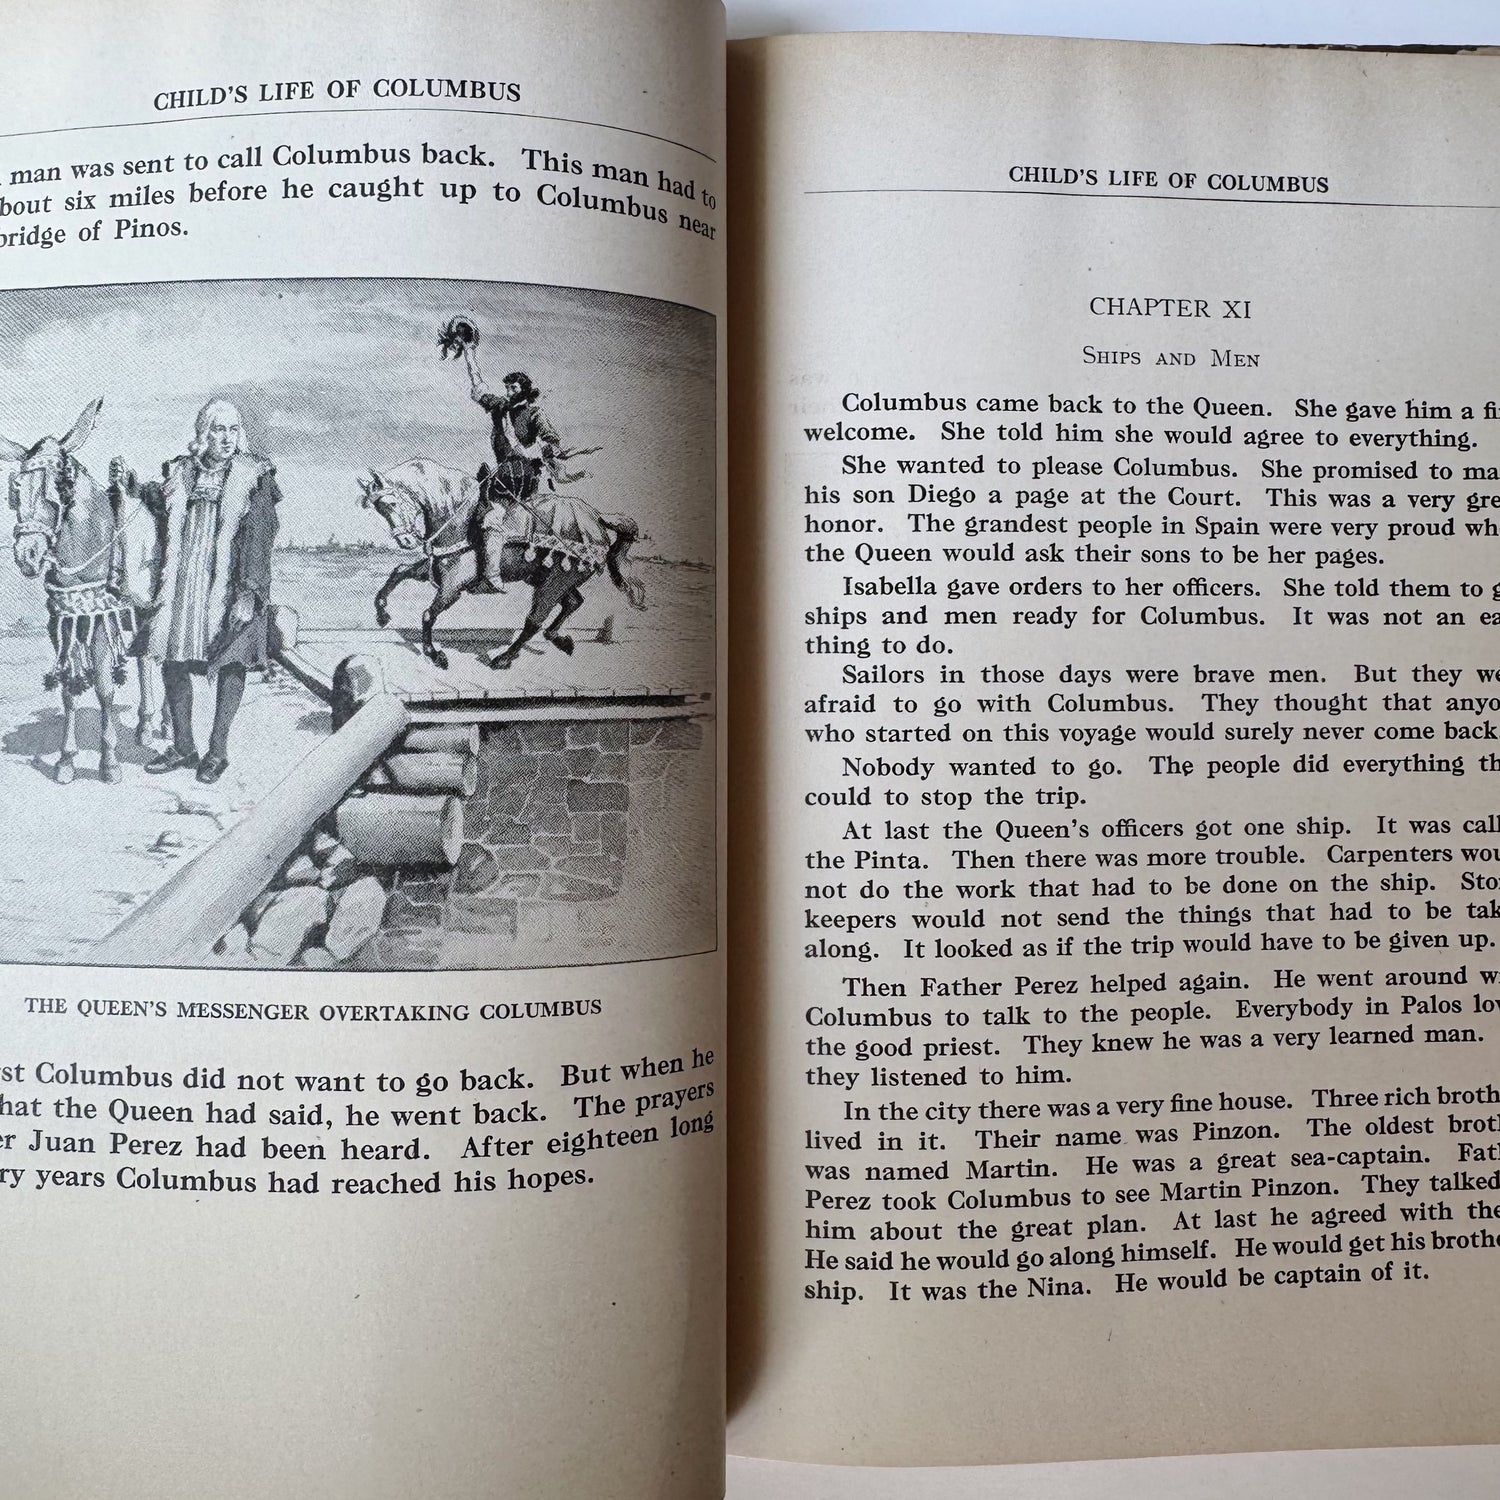 CHILD'S LIFE OF COLUMBUS
man was sent to call Columbus back. This man had to
bout six miles before he caught up to Columbus near
bridge of Pinos.
THE QUEEN'S MESSENGER OVERTAKING COLUMBUS
st Columbus did not want to go back. But when he
hat the Queen had said, he went back. The prayers
er Juan Perez had been heard. After eighteen long
ry years Columbus had reached his hopes.
CHILD'S LIFE OF COLUMBUS
CHAPTER XI
SHIPS AND MEN
Columbus came back to the Queen. She gave him a fi
welcome. She told him she would agree to everything.
She wanted to please Columbus. She promised to ma
his son Diego a page at the Court. This was a very gre
honor. The grandest people in Spain were very proud wh
the Queen would ask their sons to be her pages.
Isabella gave orders to her officers. She told them to g
ships and men ready for Columbus. It was not an ea
thing to do.
Sailors in those days were brave men. But they we
afraid to go with Columbus. They thought that anyo
who started on this voyage would surely never come back
Nobody wanted to go. The people did everything th
could to stop the trip.
At last the Queen's officers got one ship. It was call
the Pinta. Then there was more trouble. Carpenters wou
not do the work that had to be done on the ship. Sto
keepers would not send the things that had to be tak
along. It looked as if the trip would have to be given up.
Then Father Perez helped again. He went around wi
Columbus to talk to the people. Everybody in Palos lov
the good priest. They knew he was a very learned man.
they listened to him.
In the city there was a very fine house. Three rich broth
lived in it. Their name was Pinzon. The oldest brot
was named Martin. He was a great sea-captain. Fat
Perez took Columbus to see Martin Pinzon. They talked
him about the great plan. At last he agreed with the
He said he would go along himself. He would get his brothe
ship. It was the Nina. He would be captain of it.